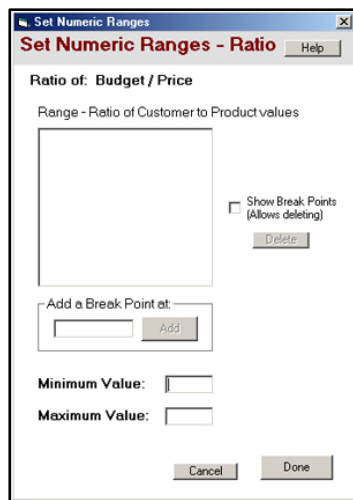 Set Numeric Ranges
Set Numeric Ranges - Ratio
Help
Ratio of: Budget / Price
Range - Ratio of Customer to Product values
Show Break Points
(Allows deleting)
Delete
Add a Break Point at:
Add
Minimum Value:
Maximum Value:
Cancel
Done